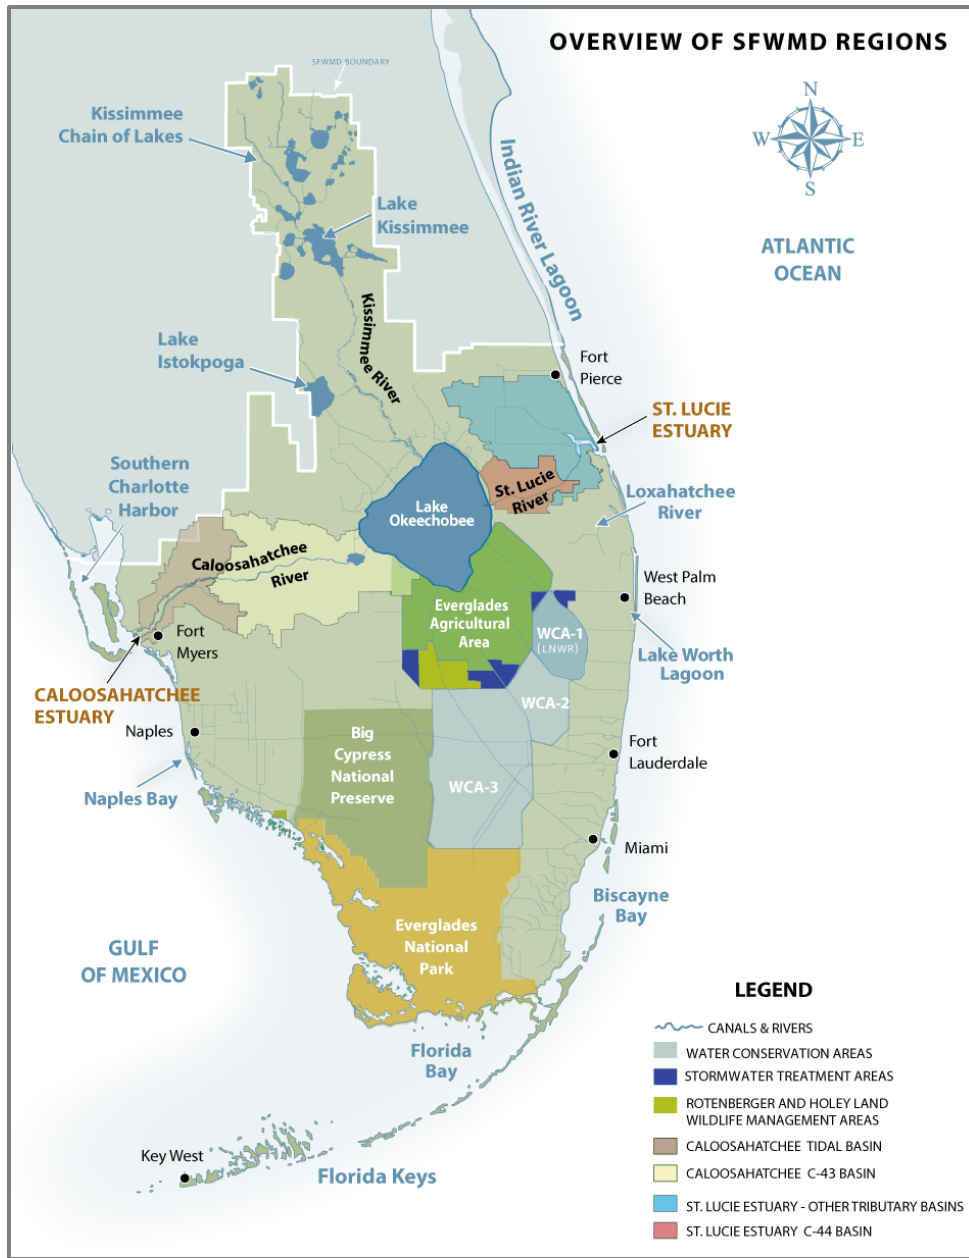 OVERVIEW OF SFWMD REGIONS
SFWMD BOUNDARY
N
W
E
S
Kissimmee
Chain of Lakes
Lake
Kissimmee
Indian River Lagoon
ATLANTIC
OCEAN
Kissimmee River
Lake
Istokpoga
Fort
Pierce
ST. LUCIE
ESTUARY
Southern
Charlotte
Harbor
St. Lucie
River
Lake
Okeechobee
Loxahatchee
River
Caloosahatchee
River
West Palm
Beach
Everglades
Agricultural
Area
WCA-1
(LNWR)
Fort
Myers
Lake Worth
Lagoon
CALOOSAHATCHEE
ESTUARY
WCA-2
Naples
Big
Cypress
National
Preserve
Fort
Lauderdale
WCA-3
Naples Bay
Miami
Biscayne
Bay
Everglades
National
Park
GULF
OF MEXICO
Florida
Bay
Key West
Florida Keys
LEGEND
CANALS & RIVERS
WATER CONSERVATION AREAS
STORMWATER TREATMENT AREAS
ROTENBERGER AND HOLEY LAND
WILDLIFE MANAGEMENT AREAS
CALOOSAHATCHEE TIDAL BASIN
CALOOSAHATCHEE C-43 BASIN
ST. LUCIE ESTUARY - OTHER TRIBUTARY BASINS
ST. LUCIE ESTUARY C-44 BASIN